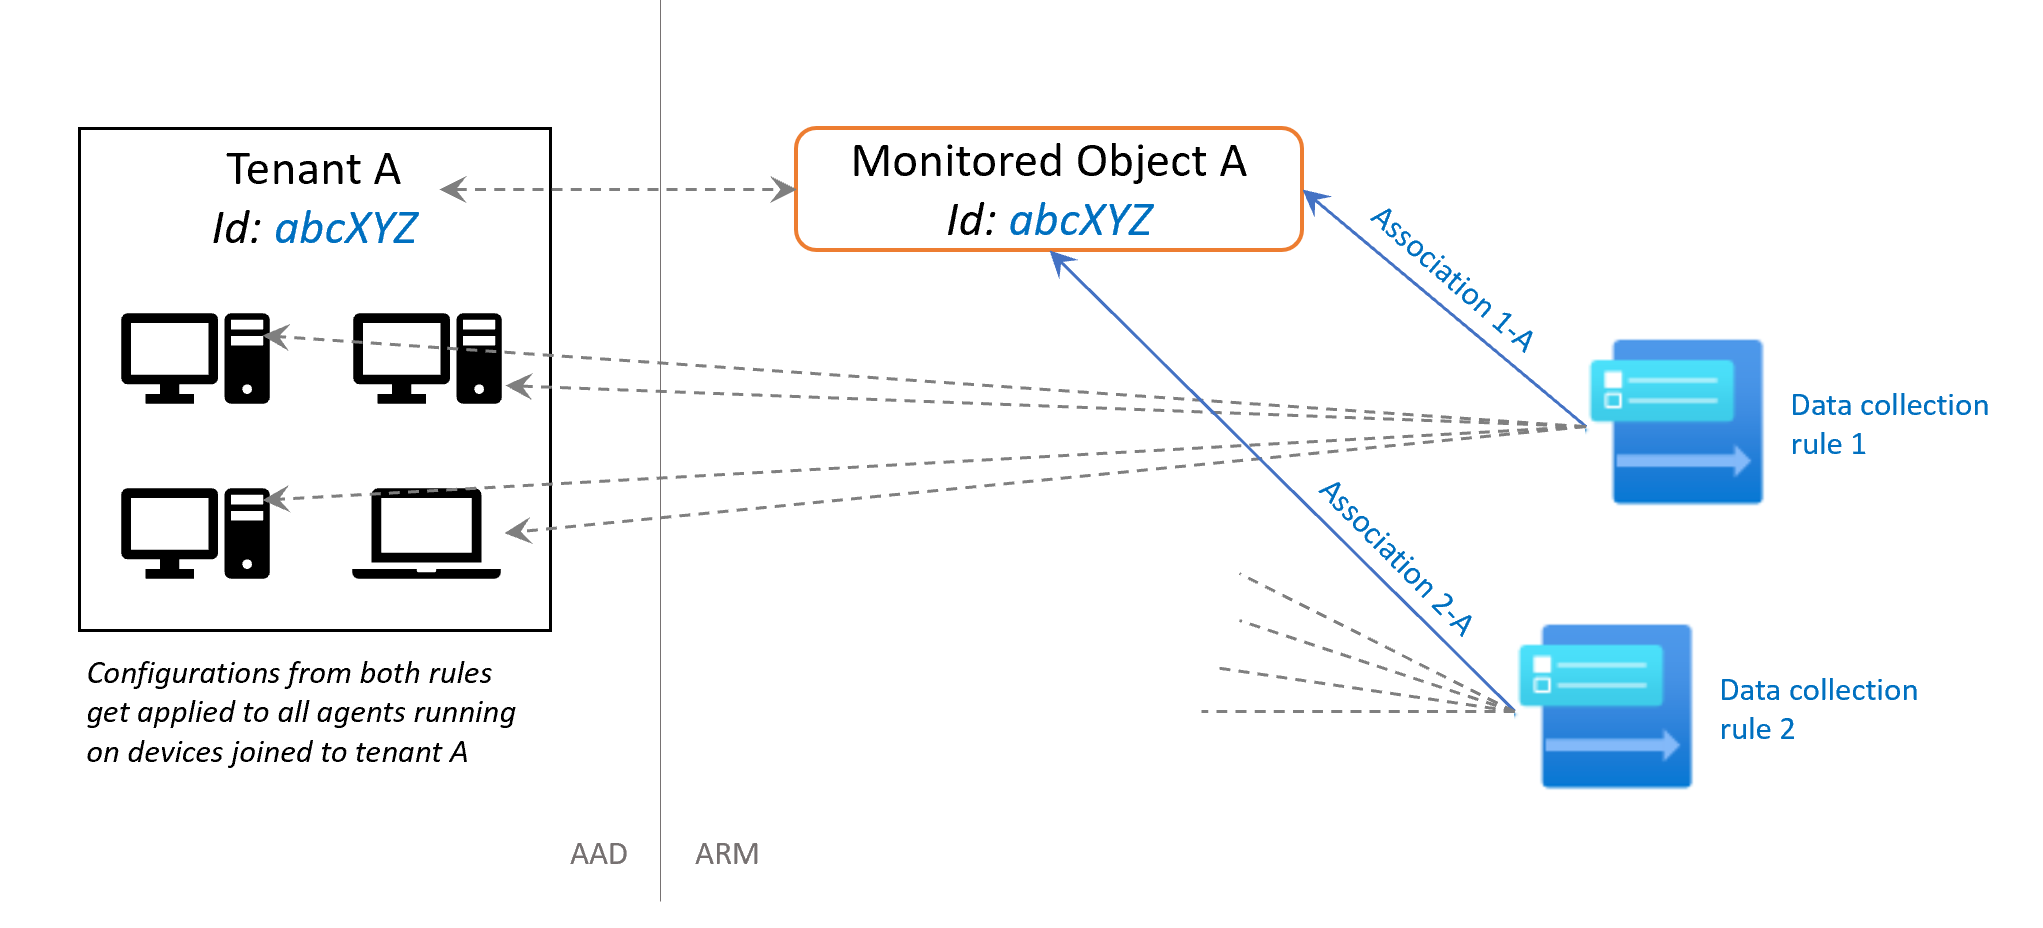 Tenant A
Id: abcXYZ
Monitored Object A
Id: abcXYZ
Association 1-A
Data collection
rule 1
Association 2-A
Data collection
rule 2
Configurations from both rules
get applied to all agents running
on devices joined to tenant A
AAD
ARM